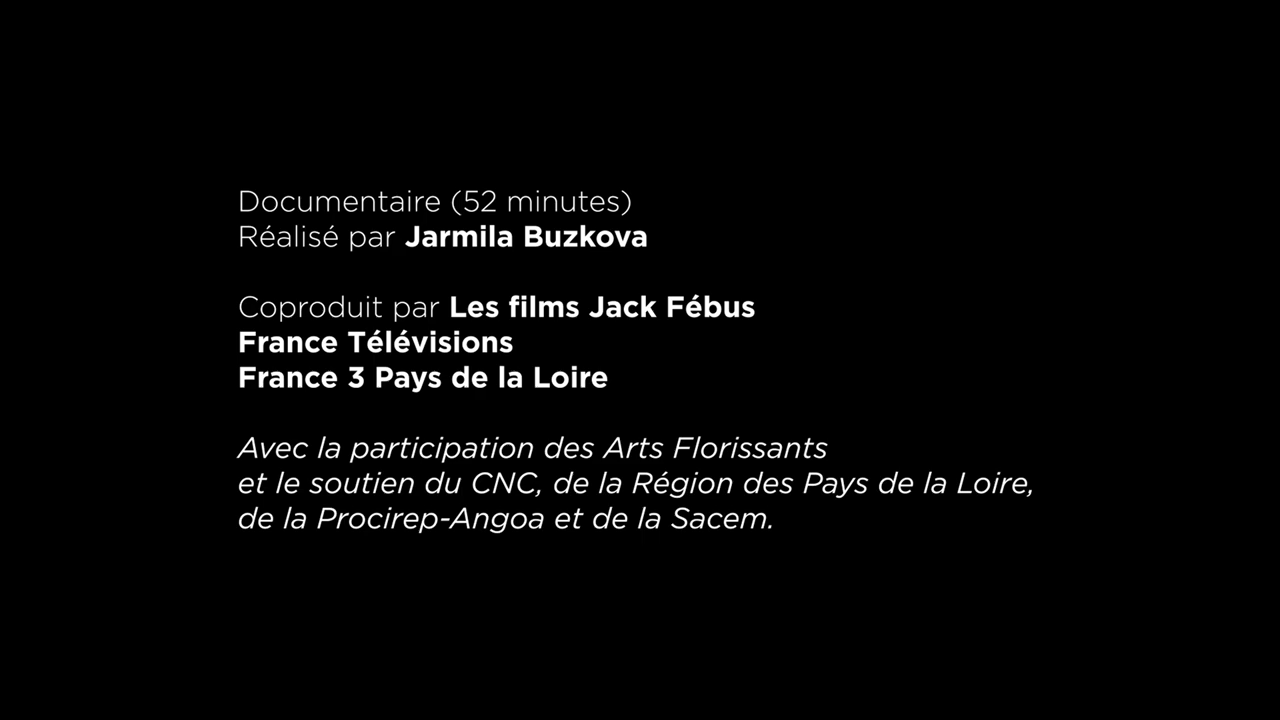 Documentaire (52 minutes)
Réalisé par Jarmila Buzkova
Coproduit par Les films Jack Fébus
France Télévisions
France 3 Pays de la Loire
Avec la participation des Arts Florissants
et le soutien du CNC, de la Région des Pays de la Loire,
de la Procirep-Angoa et de la Sacem.